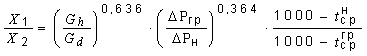 X1/X2 = (Gh/Gd)^0,636 · (ΔPгр/ΔPн)^0,364 · (1000 − tср^н)/(1000 − tср^гр)